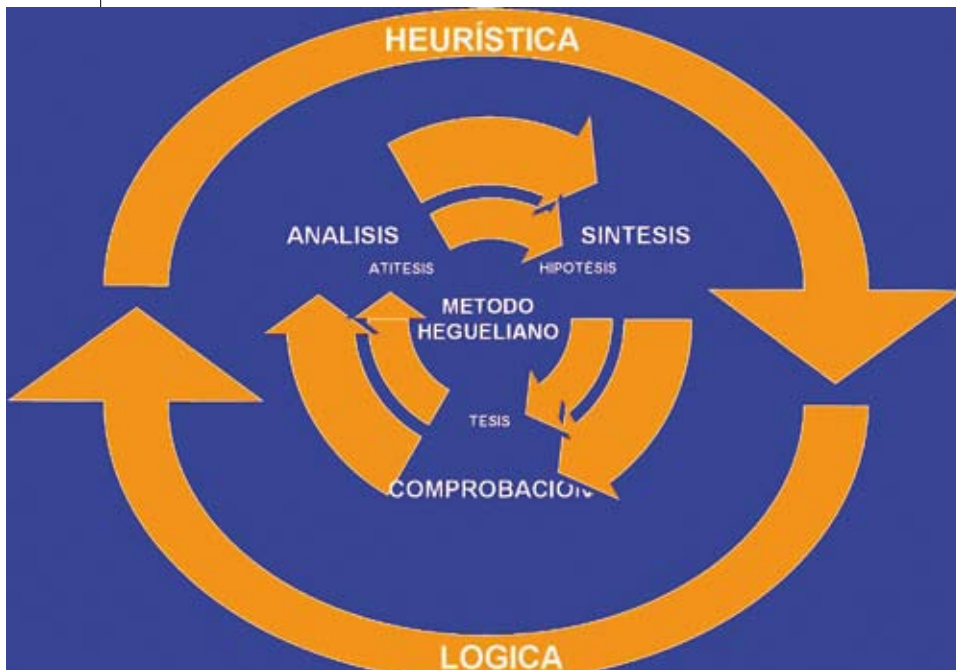 HEURÍSTICA
ANALISIS
SINTESIS
ATITESIS
HIPOTÉSIS
METODO
HEGUELIANO
TESIS
COMPROBACION
LOGICA